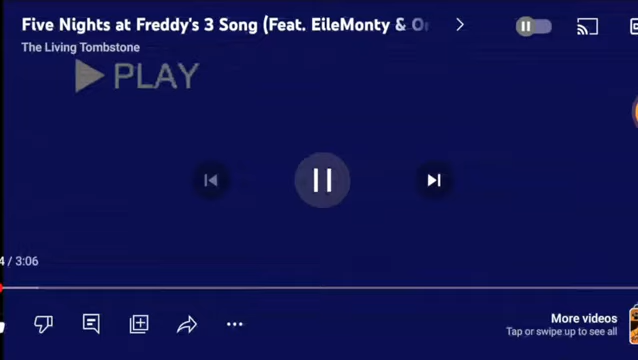 Five Nights at Freddy's 3 Song (Feat. EileMonty &
The Living Tombstone
PLAY
4 / 3:06
More videos
Tap or swipe up to see all